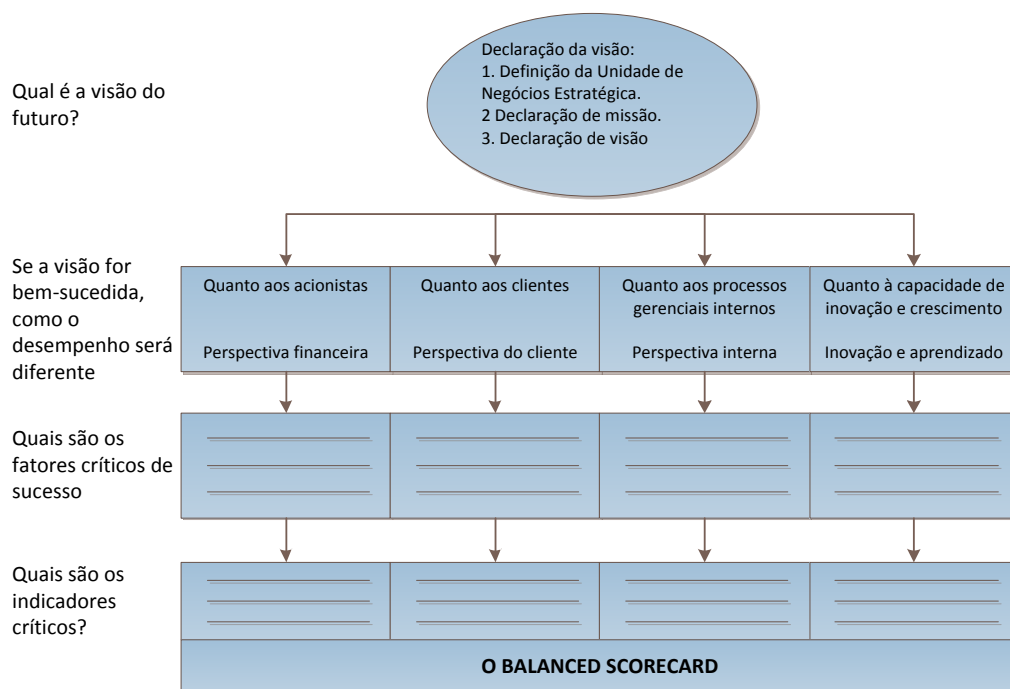 Declaração da visão:
1. Definição da Unidade de
Negócios Estratégica.
2 Declaração de missão.
3. Declaração de visão
Qual é a visão do
futuro?
Se a visão for
bem-sucedida,
como o
desempenho será
diferente
Quanto aos acionistas
Perspectiva financeira
Quanto aos clientes
Perspectiva do cliente
Quanto aos processos
gerenciais internos
Perspectiva interna
Quanto à capacidade de
inovação e crescimento
Inovação e aprendizado
Quais são os
fatores críticos de
sucesso
Quais são os
indicadores
críticos?
O BALANCED SCORECARD